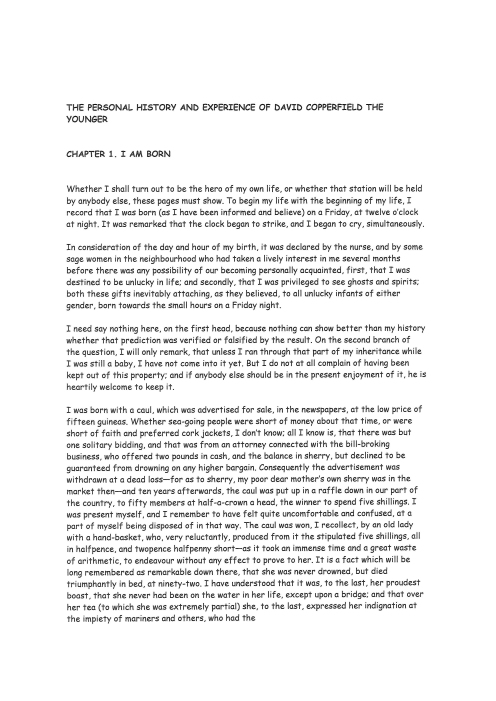 THE PERSONAL HISTORY AND EXPERIENCE OF DAVID COPPERFIELD THE
YOUNGER
CHAPTER 1. I AM BORN
Whether I shall turn out to be the hero of my own life, or whether that station will be held
by anybody else, these pages must show. To begin my life with the beginning of my life, I
record that I was born (as I have been informed and believe) on a Friday, at twelve o'clock
at night. It was remarked that the clock began to strike, and I began to cry, simultaneously.
In consideration of the day and hour of my birth, it was declared by the nurse, and by some
sage women in the neighbourhood who had taken a lively interest in me several months
before there was any possibility of our becoming personally acquainted, first, that I was
destined to be unlucky in life; and secondly, that I was privileged to see ghosts and spirits;
both these gifts inevitably attaching, as they believed, to all unlucky infants of either
gender, born towards the small hours on a Friday night.
I need say nothing here, on the first head, because nothing can show better than my history
whether that prediction was verified or falsified by the result. On the second branch of
the question, I will only remark, that unless I ran through that part of my inheritance while
I was still a baby, I have not come into it yet. But I do not at all complain of having been
kept out of this property; and if anybody else should be in the present enjoyment of it, he is
heartily welcome to keep it.
I was born with a caul, which was advertised for sale, in the newspapers, at the low price of
fifteen guineas. Whether sea-going people were short of money about that time, or were
short of faith and preferred cork jackets, I don't know; all I know is, that there was but
one solitary bidding, and that was from an attorney connected with the bill-broking
business, who offered two pounds in cash, and the balance in sherry, but declined to be
guaranteed from drowning on any higher bargain. Consequently the advertisement was
withdrawn at a dead loss—for as to sherry, my poor dear mother's own sherry was in the
market then—and ten years afterwards, the caul was put up in a raffle down in our part of
the country, to fifty members at half-a-crown a head, the winner to spend five shillings. I
was present myself, and I remember to have felt quite uncomfortable and confused, at a
part of myself being disposed of in that way. The caul was won, I recollect, by an old lady
with a hand-basket, who, very reluctantly, produced from it the stipulated five shillings, all
in halfpence, and twopence halfpenny short—as it took an immense time and a great waste
of arithmetic, to endeavour without any effect to prove to her. It is a fact which will be
long remembered as remarkable down there, that she was never drowned, but died
triumphantly in bed, at ninety-two. I have understood that it was, to the last, her proudest
boast, that she never had been on the water in her life, except upon a bridge; and that over
her tea (to which she was extremely partial) she, to the last, expressed her indignation at
the impiety of mariners and others, who had the